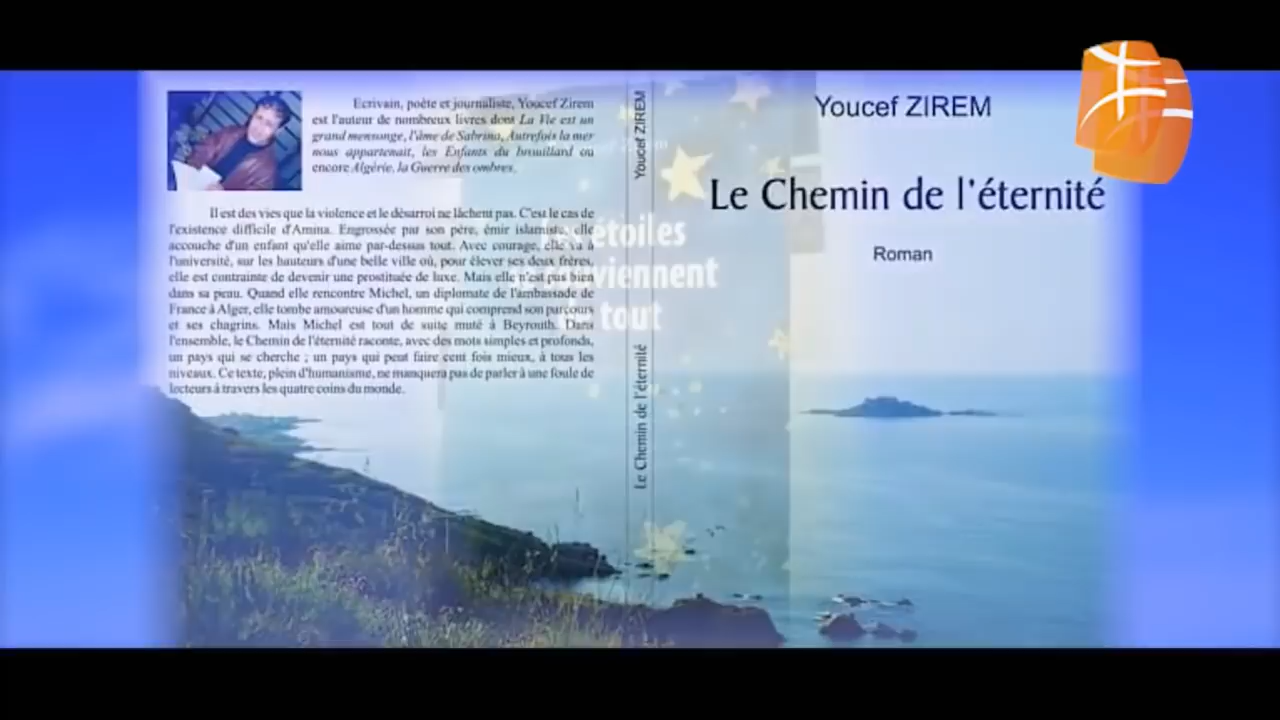 Ecrivain, poète et journaliste, Youcef Zirem
est l'auteur de nombreux livres dont La Vie est un
grand mensonge, l'âme de Sabrina, Autrefois la mer
nous appartenait, les Enfants du brouillard ou
encore Algérie, la Guerre des ombres.
Il est des vies que la violence et le désarroi ne lâchent pas. C'est le cas de
l'existence difficile d'Amina. Engrossée par son père, émir islamiste, elle
accouche d'un enfant qu'elle aime par-dessus tout. Avec courage, elle va à
l'université, sur les hauteurs d'une belle ville où, pour élever ses deux frères,
elle est contrainte de devenir une prostituée de luxe. Mais elle n'est pas bien
dans sa peau. Quand elle rencontre Michel, un diplomate de l'ambassade de
France à Alger, elle tombe amoureuse d'un homme qui comprend son parcours
et ses chagrins. Mais Michel est tout de suite muté à Beyrouth. Dans
l'ensemble, le Chemin de l'éternité raconte, avec des mots simples et profonds,
un pays qui se cherche ; un pays qui peut faire cent fois mieux, à tous les
niveaux. Ce texte, plein d'humanisme, ne manquera pas de parler à une foule de
lecteurs à travers les quatre coins du monde.
Youcef ZIREM
Le Chemin de l'éternité
étoiles
viennent
tout
Youcef ZIREM
Le Chemin de l'éternité
Roman